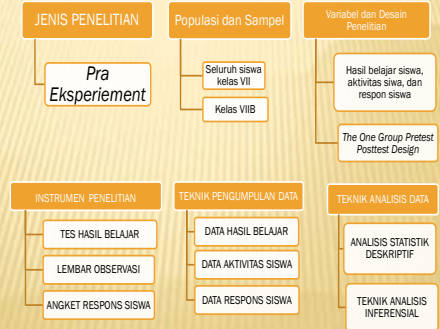 JENIS PENELITIAN
Pra
Eksperiement
Populasi dan Sampel
Seluruh siswa
kelas VII
Kelas VIIB
Variabel dan Desain
Penelitian
Hasil belajar siswa,
aktivitas siwa, dan
respon siswa
The One Group Pretest
Posttest Design
INSTRUMEN PENELITIAN
TES HASIL BELAJAR
LEMBAR OBSERVASI
ANGKET RESPONS SISWA
TEKNIK PENGUMPULAN DATA
DATA HASIL BELAJAR
DATA AKTIVITAS SISWA
DATA RESPONS SISWA
TEKNIK ANALISIS DATA
ANALISIS STATISTIK
DESKRIPTIF
TEKNIK ANALISIS
INFERENSIAL